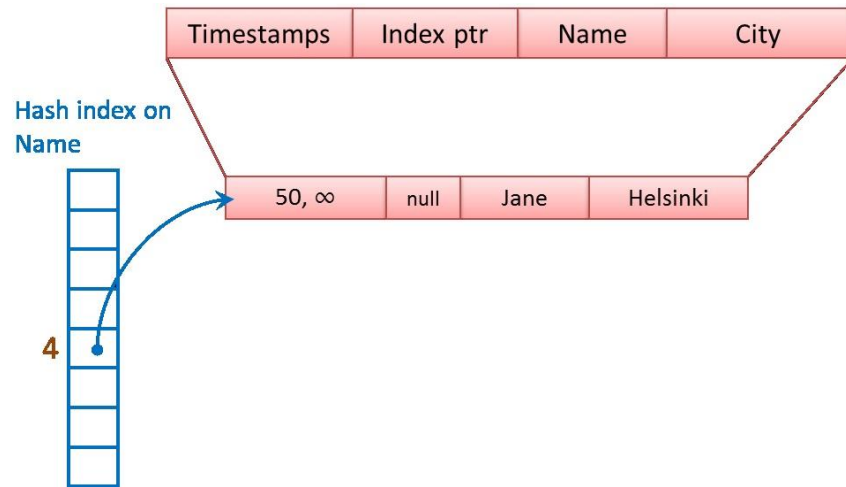 Timestamps Index ptr Name City
Hash index on
Name
50, ∞ null Jane Helsinki
4